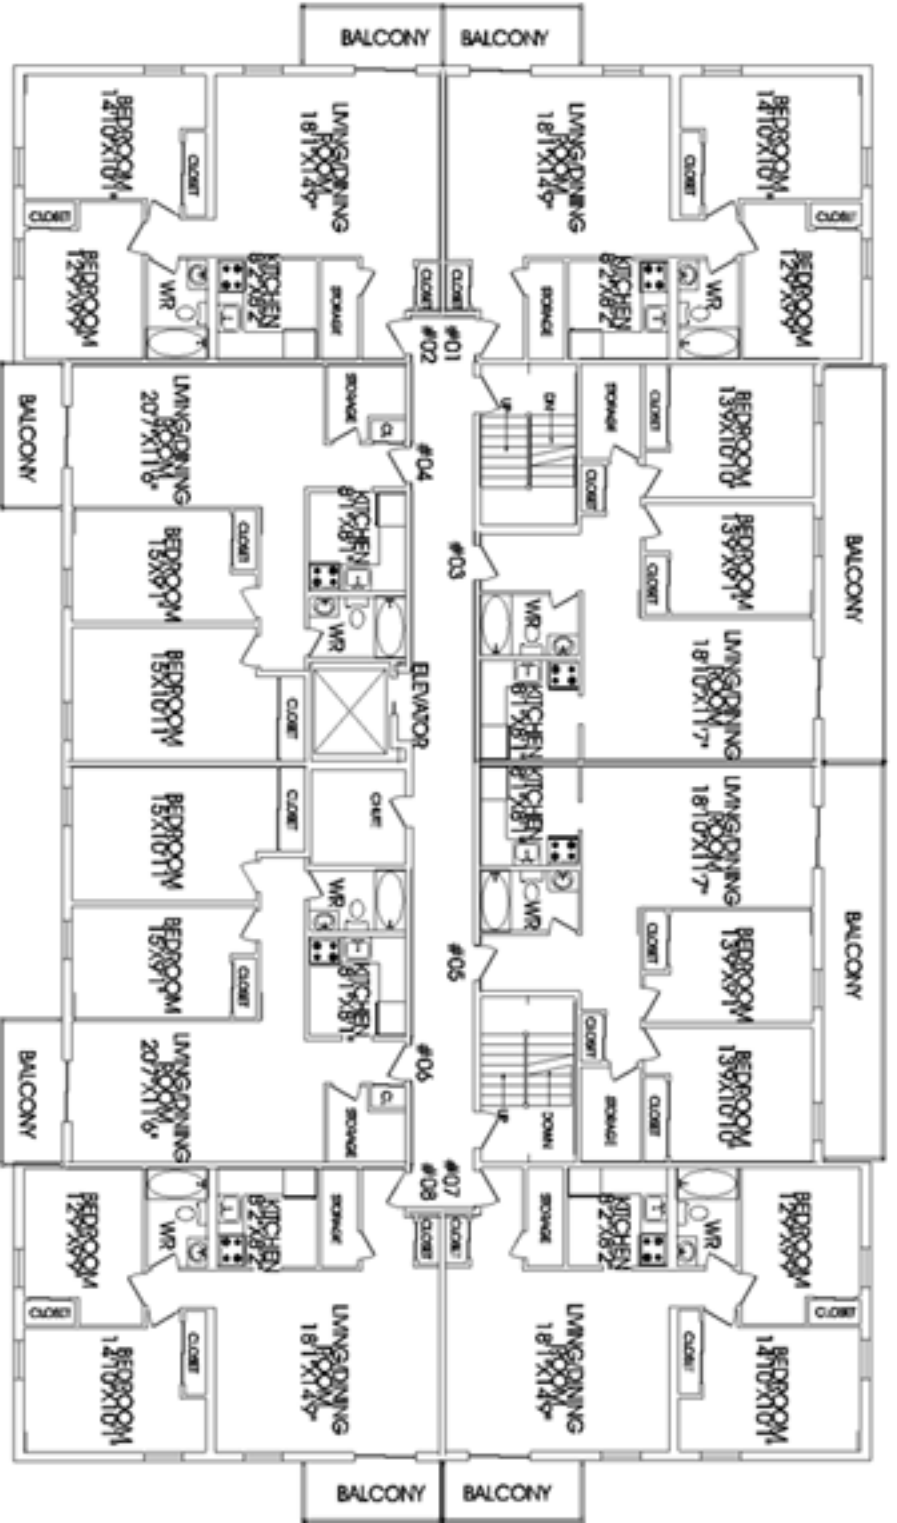 BALCONY
BALCONY
BEDROOM
14'10"X10'1"
CLOSET
LIVING/DINING
ROOM
18'1"X14'9"
LIVING/DINING
ROOM
18'1"X14'9"
CLOSET
BEDROOM
14'10"X10'1"
CLOSET
BEDROOM
12'9"X9'9"
WR
KITCHEN
8'2"X8'2"
STORAGE
CLOSET
CLOSET
STORAGE
KITCHEN
8'2"X8'2"
WR
CLOSET
BEDROOM
12'9"X9'9"
#02
#01
BALCONY
LIVING/DINING
ROOM
20'7"X11'6"
STORAGE
CL
#04
UP
DN
STORAGE
CLOSET
CLOSET
BEDROOM
13'9"X10'10"
BEDROOM
15'X9'1"
CLOSET
KITCHEN
8'1"X8'1"
WR
#03
CLOSET
BEDROOM
13'9"X9'1"
BALCONY
WR
KITCHEN
8'1"X8'1"
LIVING/DINING
ROOM
18'10"X11'7"
BEDROOM
15'X10'11"
CLOSET
ELEVATOR
BEDROOM
15'X10'11"
CLOSET
CHUTE
KITCHEN
8'1"X8'1"
WR
LIVING/DINING
ROOM
18'10"X11'7"
BEDROOM
15'X9'1"
CLOSET
WR
KITCHEN
8'1"X8'1"
#05
CLOSET
BEDROOM
13'9"X9'1"
BALCONY
BALCONY
LIVING/DINING
ROOM
20'7"X11'6"
STORAGE
CL
#06
UP
DOWN
CLOSET
STORAGE
CLOSET
BEDROOM
13'9"X10'10"
#08
#07
BEDROOM
12'9"X9'9"
CLOSET
WR
KITCHEN
8'2"X8'2"
STORAGE
CLOSET
CLOSET
STORAGE
KITCHEN
8'2"X8'2"
WR
BEDROOM
12'9"X9'9"
CLOSET
BEDROOM
14'10"X10'1"
CLOSET
LIVING/DINING
ROOM
18'1"X14'9"
LIVING/DINING
ROOM
18'1"X14'9"
CLOSET
BEDROOM
14'10"X10'1"
BALCONY
BALCONY